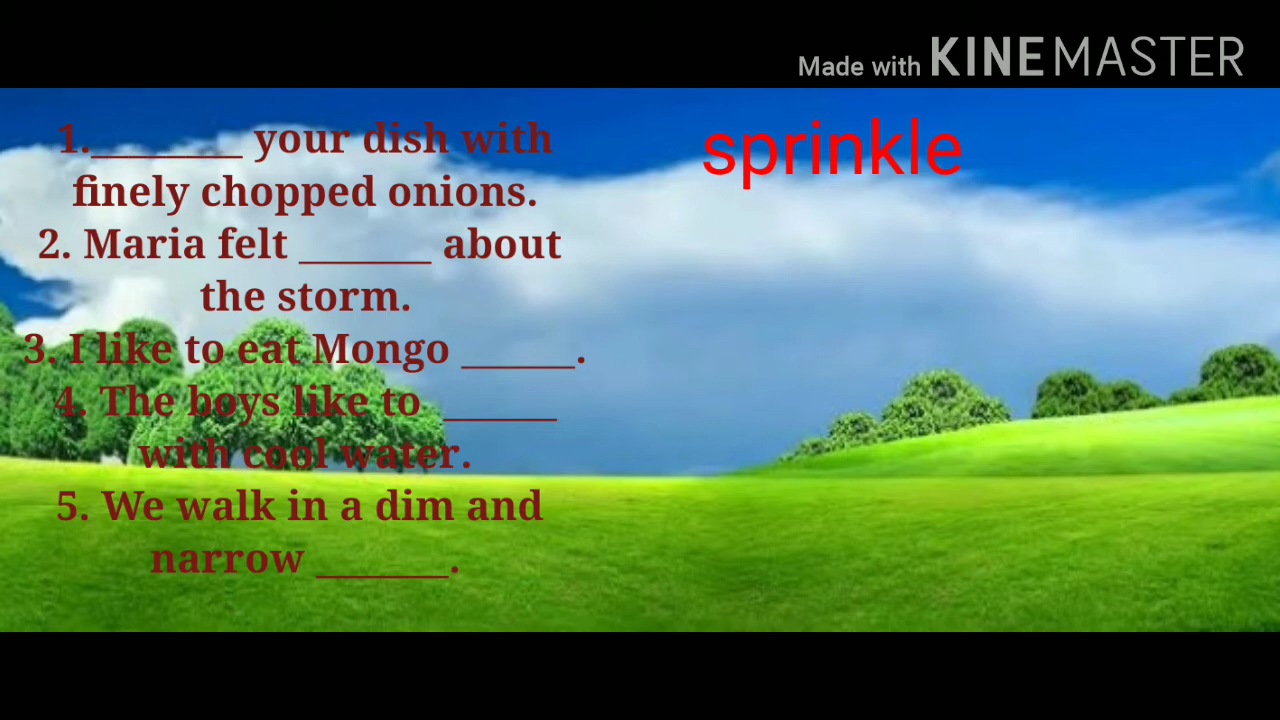 Made with KINEMASTER
1._______ your dish with
finely chopped onions.
2. Maria felt ______ about
the storm.
3. I like to eat Mongo _____.
4. The boys like to _____
with cool water.
5. We walk in a dim and
narrow ______.
sprinkle